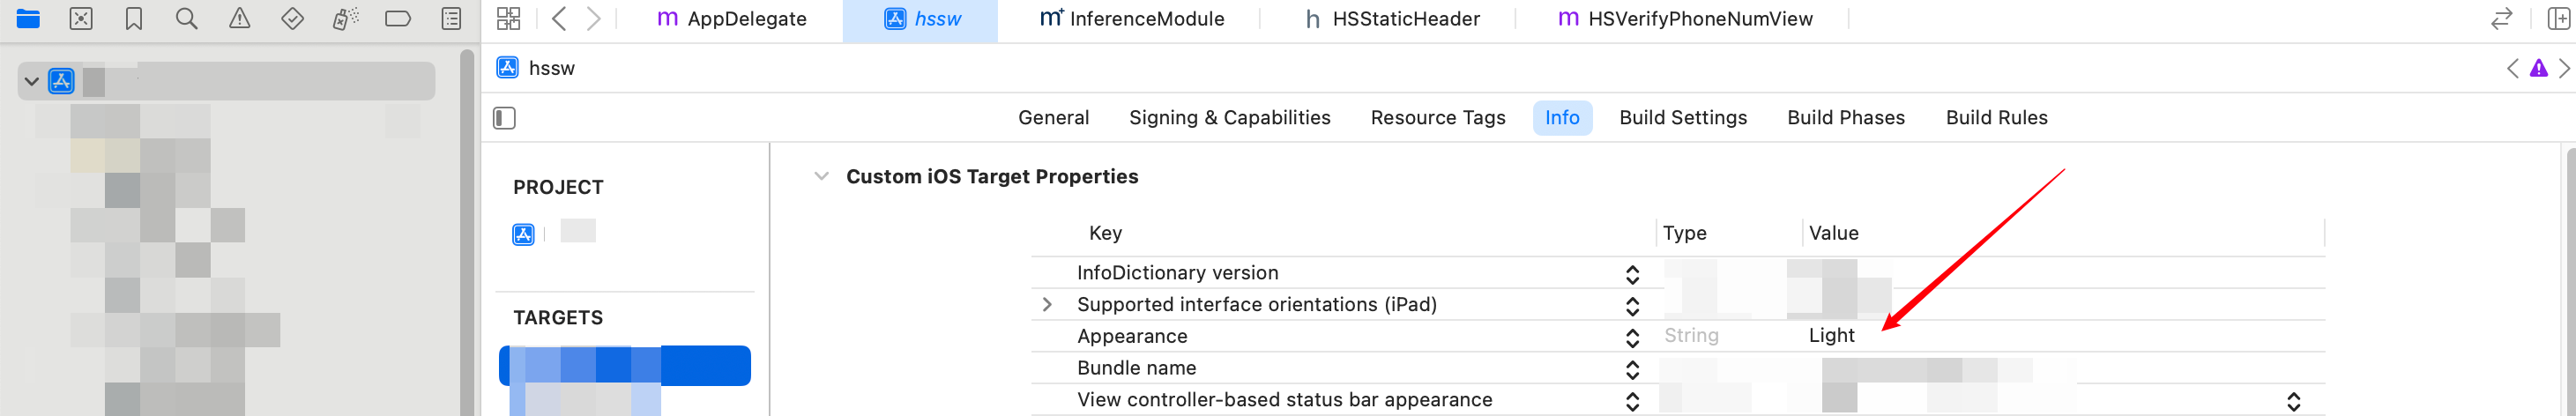 AppDelegate
hssw
InferenceModule
h HSStaticHeader
m HSVerifyPhoneNumView
hssw
General
Signing & Capabilities
Resource Tags
Info
Build Settings
Build Phases
Build Rules
PROJECT
TARGETS
Custom iOS Target Properties
Key Type Value
InfoDictionary version
Supported interface orientations (iPad)
Appearance String Light
Bundle name
View controller-based status bar appearance